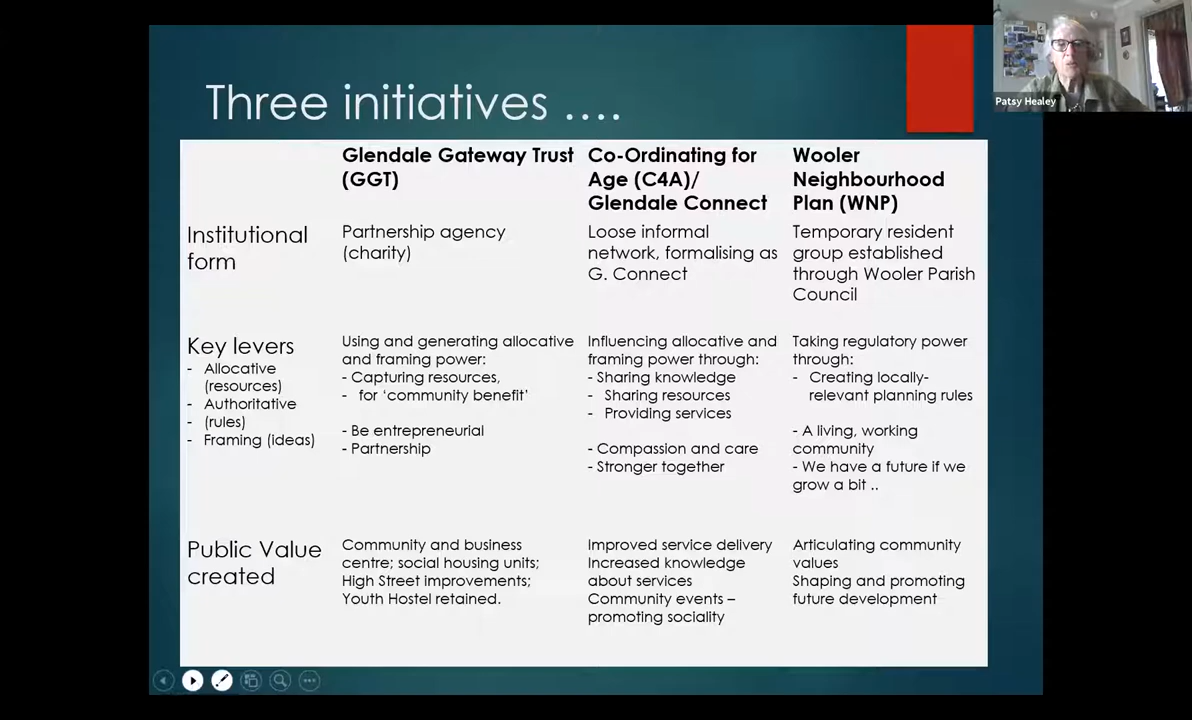 Three initiatives ....
Patsy Healey
Glendale Gateway Trust
(GGT)
Co-Ordinating for
Age (C4A)/
Glendale Connect
Wooler
Neighbourhood
Plan (WNP)
Institutional
form
Partnership agency
(charity)
Loose informal
network, formalising as
G. Connect
Temporary resident
group established
through Wooler Parish
Council
Key levers
- Allocative
(resources)
- Authoritative
- (rules)
- Framing (ideas)
Using and generating allocative
and framing power:
- Capturing resources,
- for ‘community benefit’
- Be entrepreneurial
- Partnership
Influencing allocative and
framing power through:
- Sharing knowledge
- Sharing resources
- Providing services
- Compassion and care
- Stronger together
Taking regulatory power
through:
- Creating locally-
relevant planning rules
- A living, working
community
- We have a future if we
grow a bit ..
Public Value
created
Community and business
centre; social housing units;
High Street improvements;
Youth Hostel retained.
Improved service delivery
Increased knowledge
about services
Community events –
promoting sociality
Articulating community
values
Shaping and promoting
future development